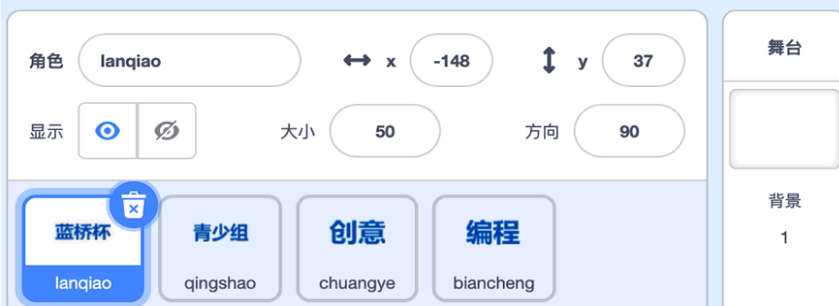 角色 lanqiao x -148 y 37
舞台
显示 大小 50 方向 90
蓝桥杯 青少组 创意 编程
lanqiao qingshao chuangye biancheng
背景
1